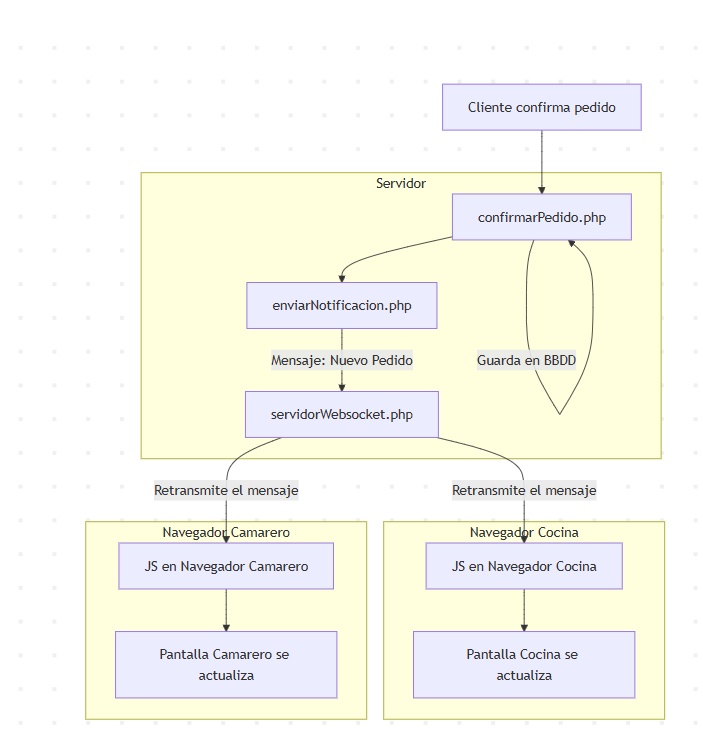 Cliente confirma pedido
Servidor
confirmarPedido.php
enviarNotificacion.php
Mensaje: Nuevo Pedido
Guarda en BBDD
servidorWebsocket.php
Retransmite el mensaje
Retransmite el mensaje
Navegador Camarero
Navegador Cocina
JS en Navegador Camarero
JS en Navegador Cocina
Pantalla Camarero se
actualiza
Pantalla Cocina se
actualiza